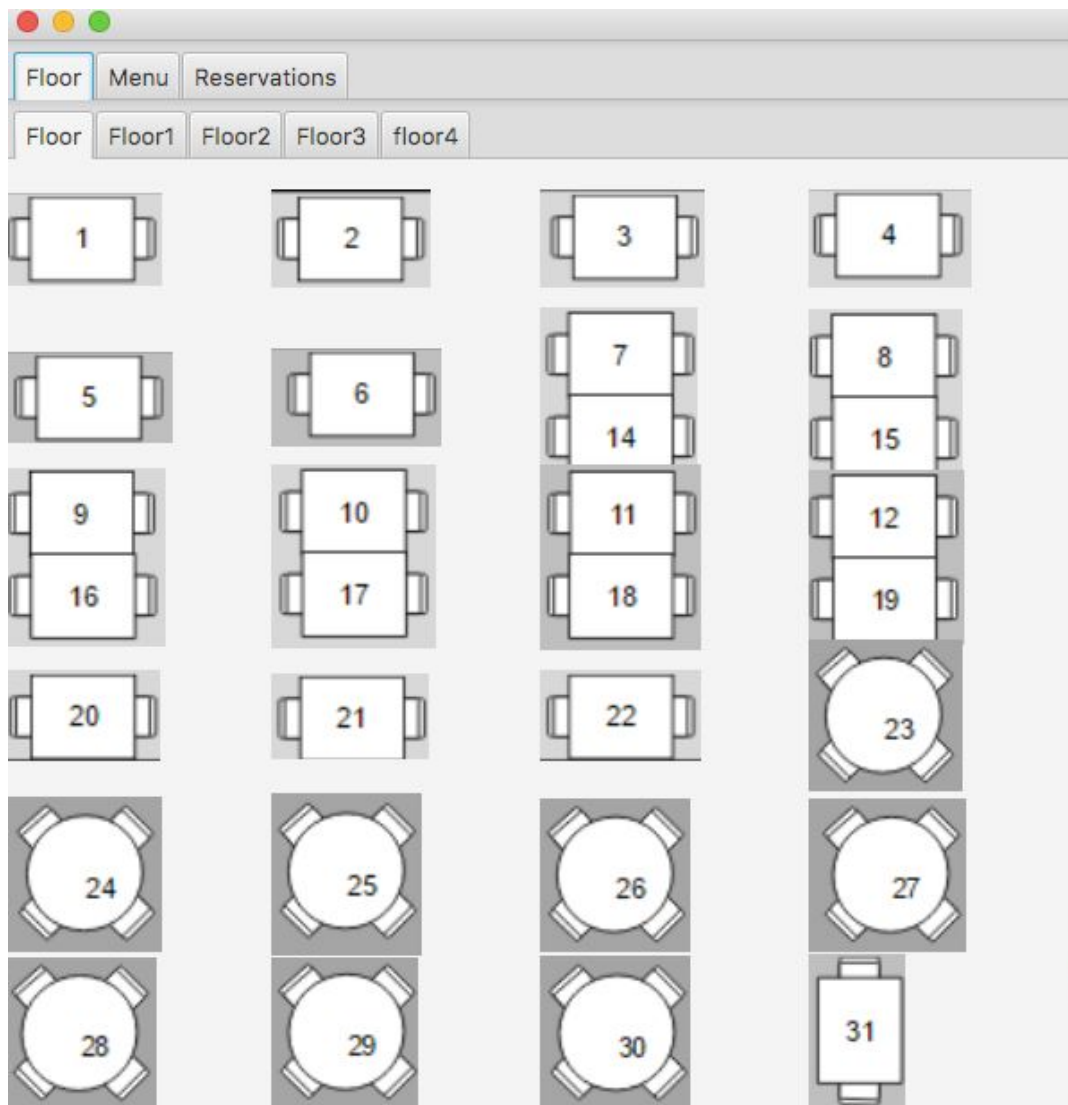 Floor Menu Reservations
Floor Floor1 Floor2 Floor3 floor4
1 2 3 4
7 8
5 6
14 15
9 10 11 12
16 17 18 19
20 21 22 23
24 25 26 27
28 29 30 31